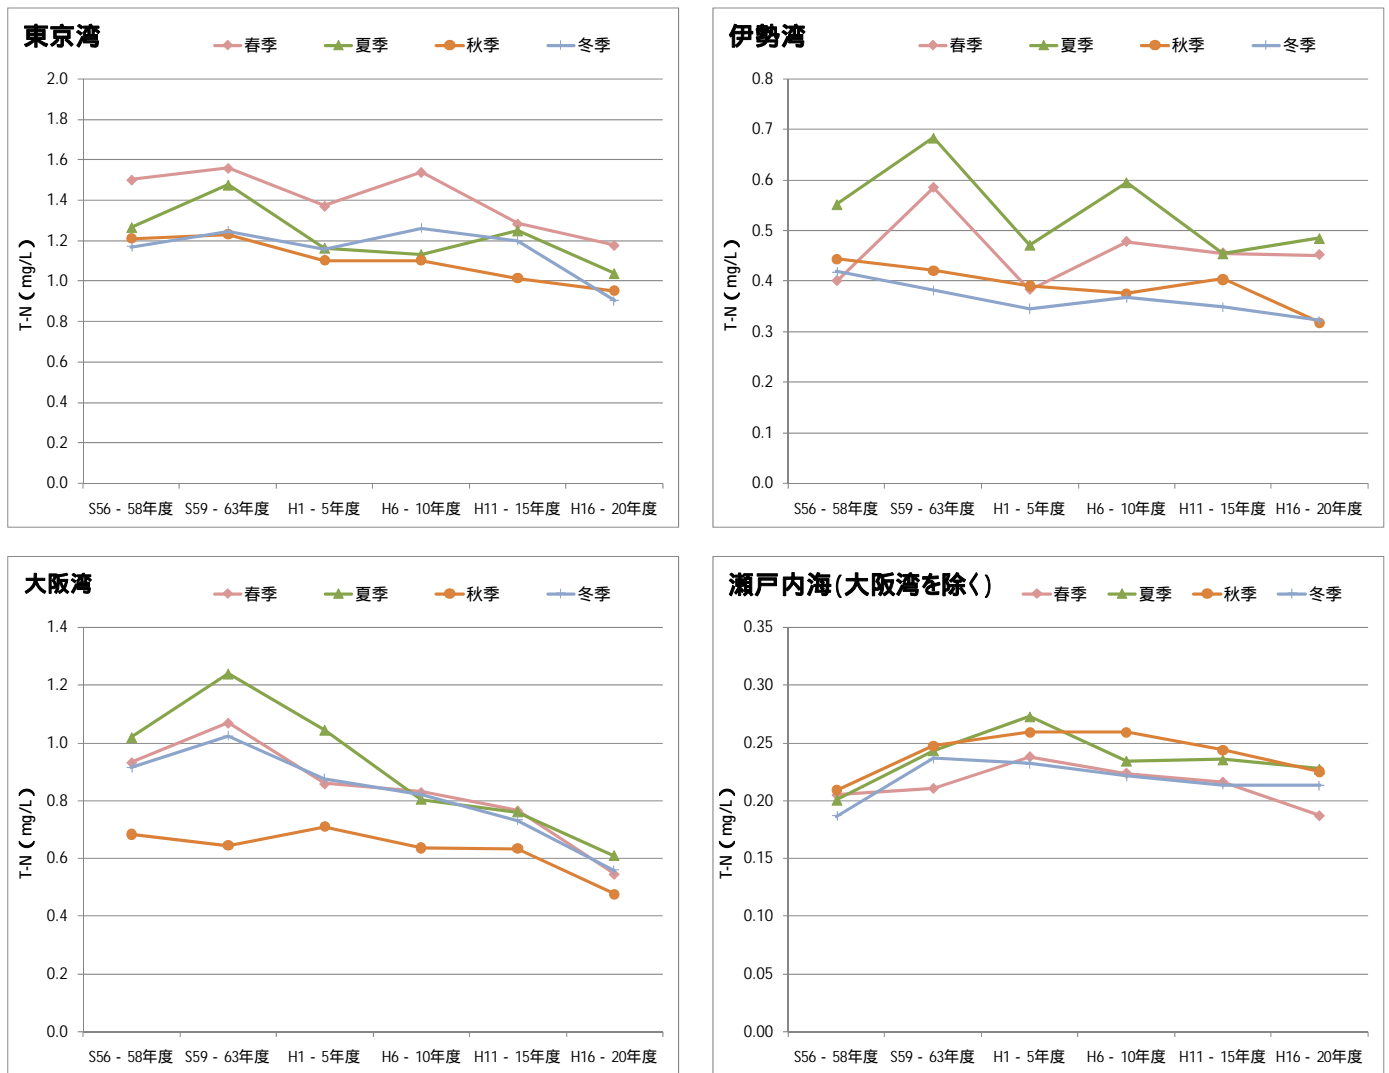 東京湾
春季 夏季 秋季 冬季
2.0
1.8
1.6
1.4
1.2
1.0
0.8
0.6
0.4
0.2
0.0
T-N（mg/L）
S56 - 58年度 S59 - 63年度 H1 - 5年度 H6 - 10年度 H11 - 15年度 H16 - 20年度
伊勢湾
春季 夏季 秋季 冬季
0.8
0.7
0.6
0.5
0.4
0.3
0.2
0.1
0.0
T-N（mg/L）
S56 - 58年度 S59 - 63年度 H1 - 5年度 H6 - 10年度 H11 - 15年度 H16 - 20年度
大阪湾
春季 夏季 秋季 冬季
1.4
1.2
1.0
0.8
0.6
0.4
0.2
0.0
T-N（mg/L）
S56 - 58年度 S59 - 63年度 H1 - 5年度 H6 - 10年度 H11 - 15年度 H16 - 20年度
瀬戸内海(大阪湾を除く)
春季 夏季 秋季 冬季
0.35
0.30
0.25
0.20
0.15
0.10
0.05
0.00
T-N（mg/L）
S56 - 58年度 S59 - 63年度 H1 - 5年度 H6 - 10年度 H11 - 15年度 H16 - 20年度